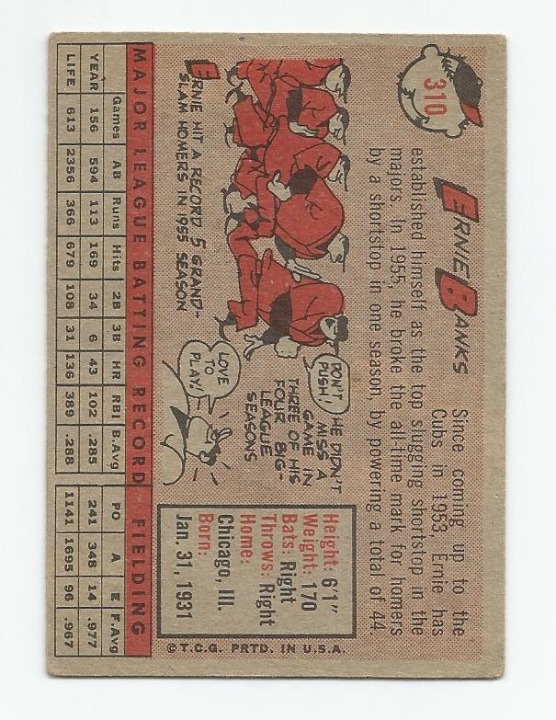 310
ERNIE BANKS
Since coming up to the
Cubs in 1953, Ernie has
established himself as the top slugging shortstop in the
majors. In 1955, he broke the all-time mark for homers
by a shortstop in one season, by powering a total of 44.
ERNIE HIT A RECORD 5 GRAND
SLAM HOMERS IN 1955 SEASON
DON'T
PUSH!
HE DIDN'T
MISS A
GAME IN
THREE OF HIS
FOUR BIG-
LEAGUE
SEASONS
LOVE
TO
PLAY!
Height: 6'1"
Weight: 170
Bats: Right
Throws: Right
Home:
Chicago, Ill.
Born:
Jan. 31, 1931
©T.C.G. PRTD. IN U.S.A.
MAJOR LEAGUE BATTING RECORD FIELDING
Games AB Runs Hits 2B 3B HR RBI B.Avg PO A E F.Avg
YEAR 156 594 113 169 34 6 43 102 .285 241 348 14 .977
LIFE 613 2356 366 679 108 31 136 389 .288 1141 1695 96 .967